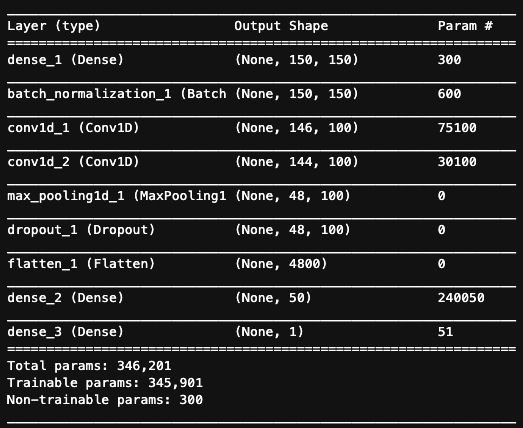 Layer (type) Output Shape Param #
dense_1 (Dense) (None, 150, 150) 300
batch_normalization_1 (Batch (None, 150, 150) 600
conv1d_1 (Conv1D) (None, 146, 100) 75100
conv1d_2 (Conv1D) (None, 144, 100) 30100
max_pooling1d_1 (MaxPooling1 (None, 48, 100) 0
dropout_1 (Dropout) (None, 48, 100) 0
flatten_1 (Flatten) (None, 4800) 0
dense_2 (Dense) (None, 50) 240050
dense_3 (Dense) (None, 1) 51
Total params: 346,201
Trainable params: 345,901
Non-trainable params: 300